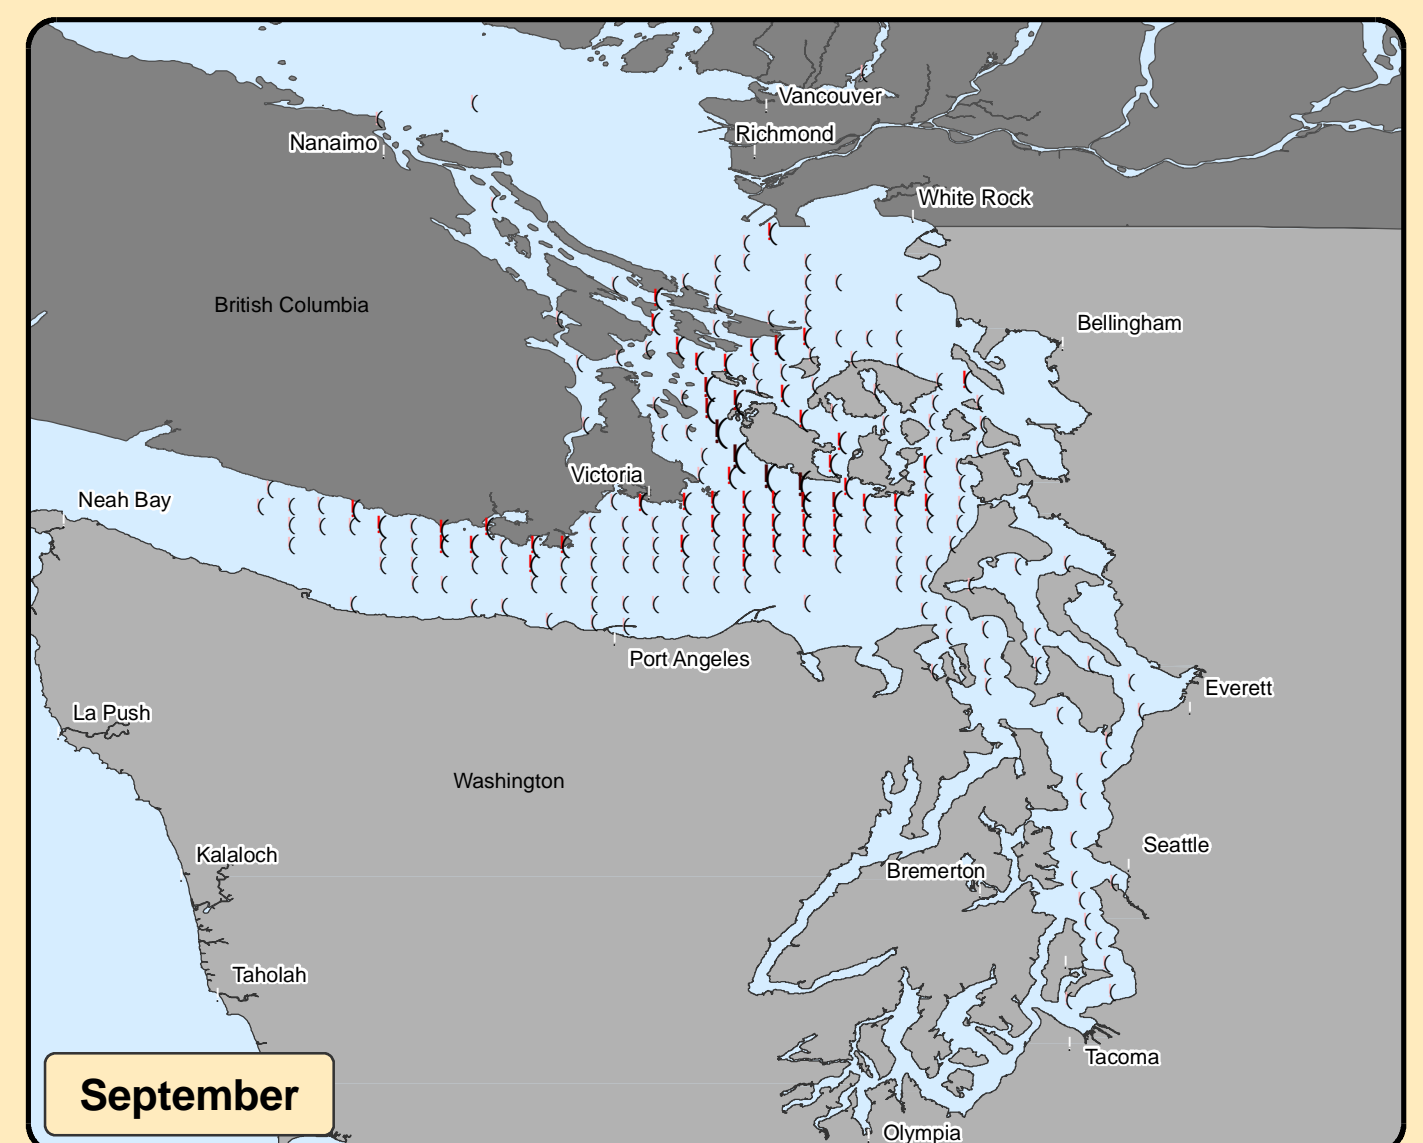 Vancouver
Richmond
Nanaimo
White Rock
British Columbia
Bellingham
Victoria
Neah Bay
Port Angeles
Everett
La Push
Washington
Seattle
Kalaloch
Bremerton
Taholah
Tacoma
September
Olympia